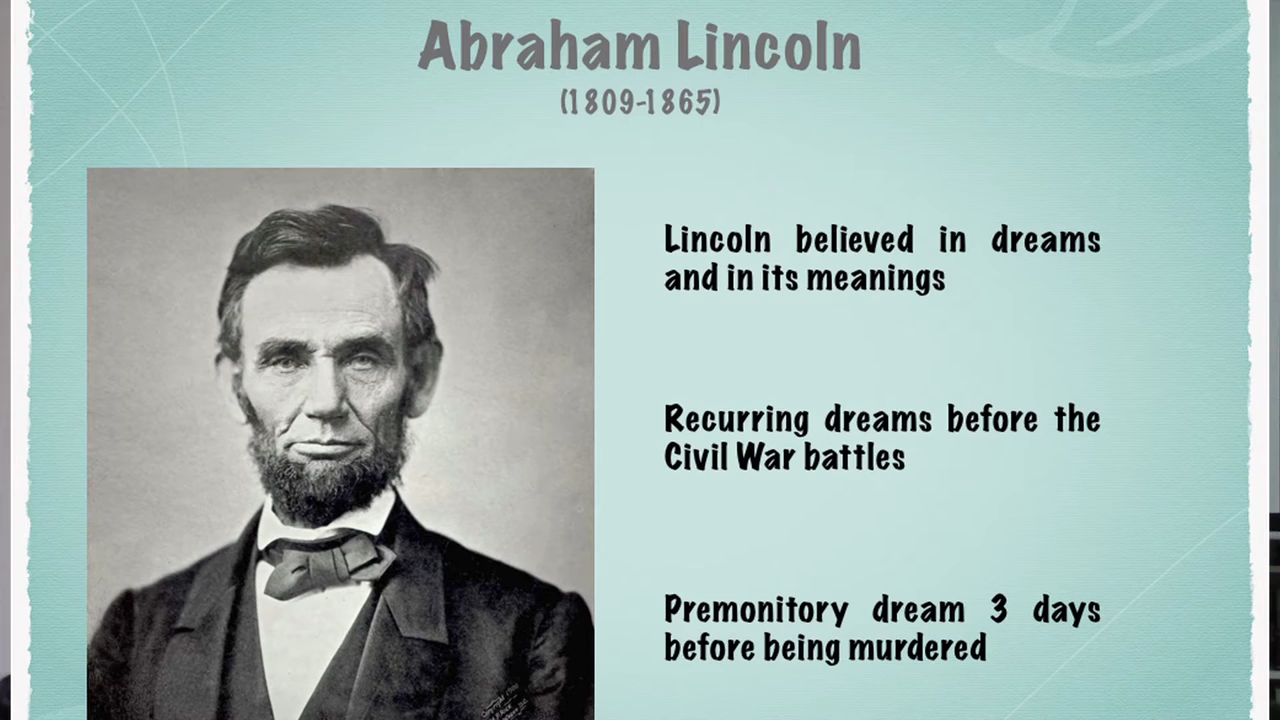 Abraham Lincoln
(1809-1865)
Lincoln believed in dreams
and in its meanings
Recurring dreams before the
Civil War battles
Premonitory dream 3 days
before being murdered